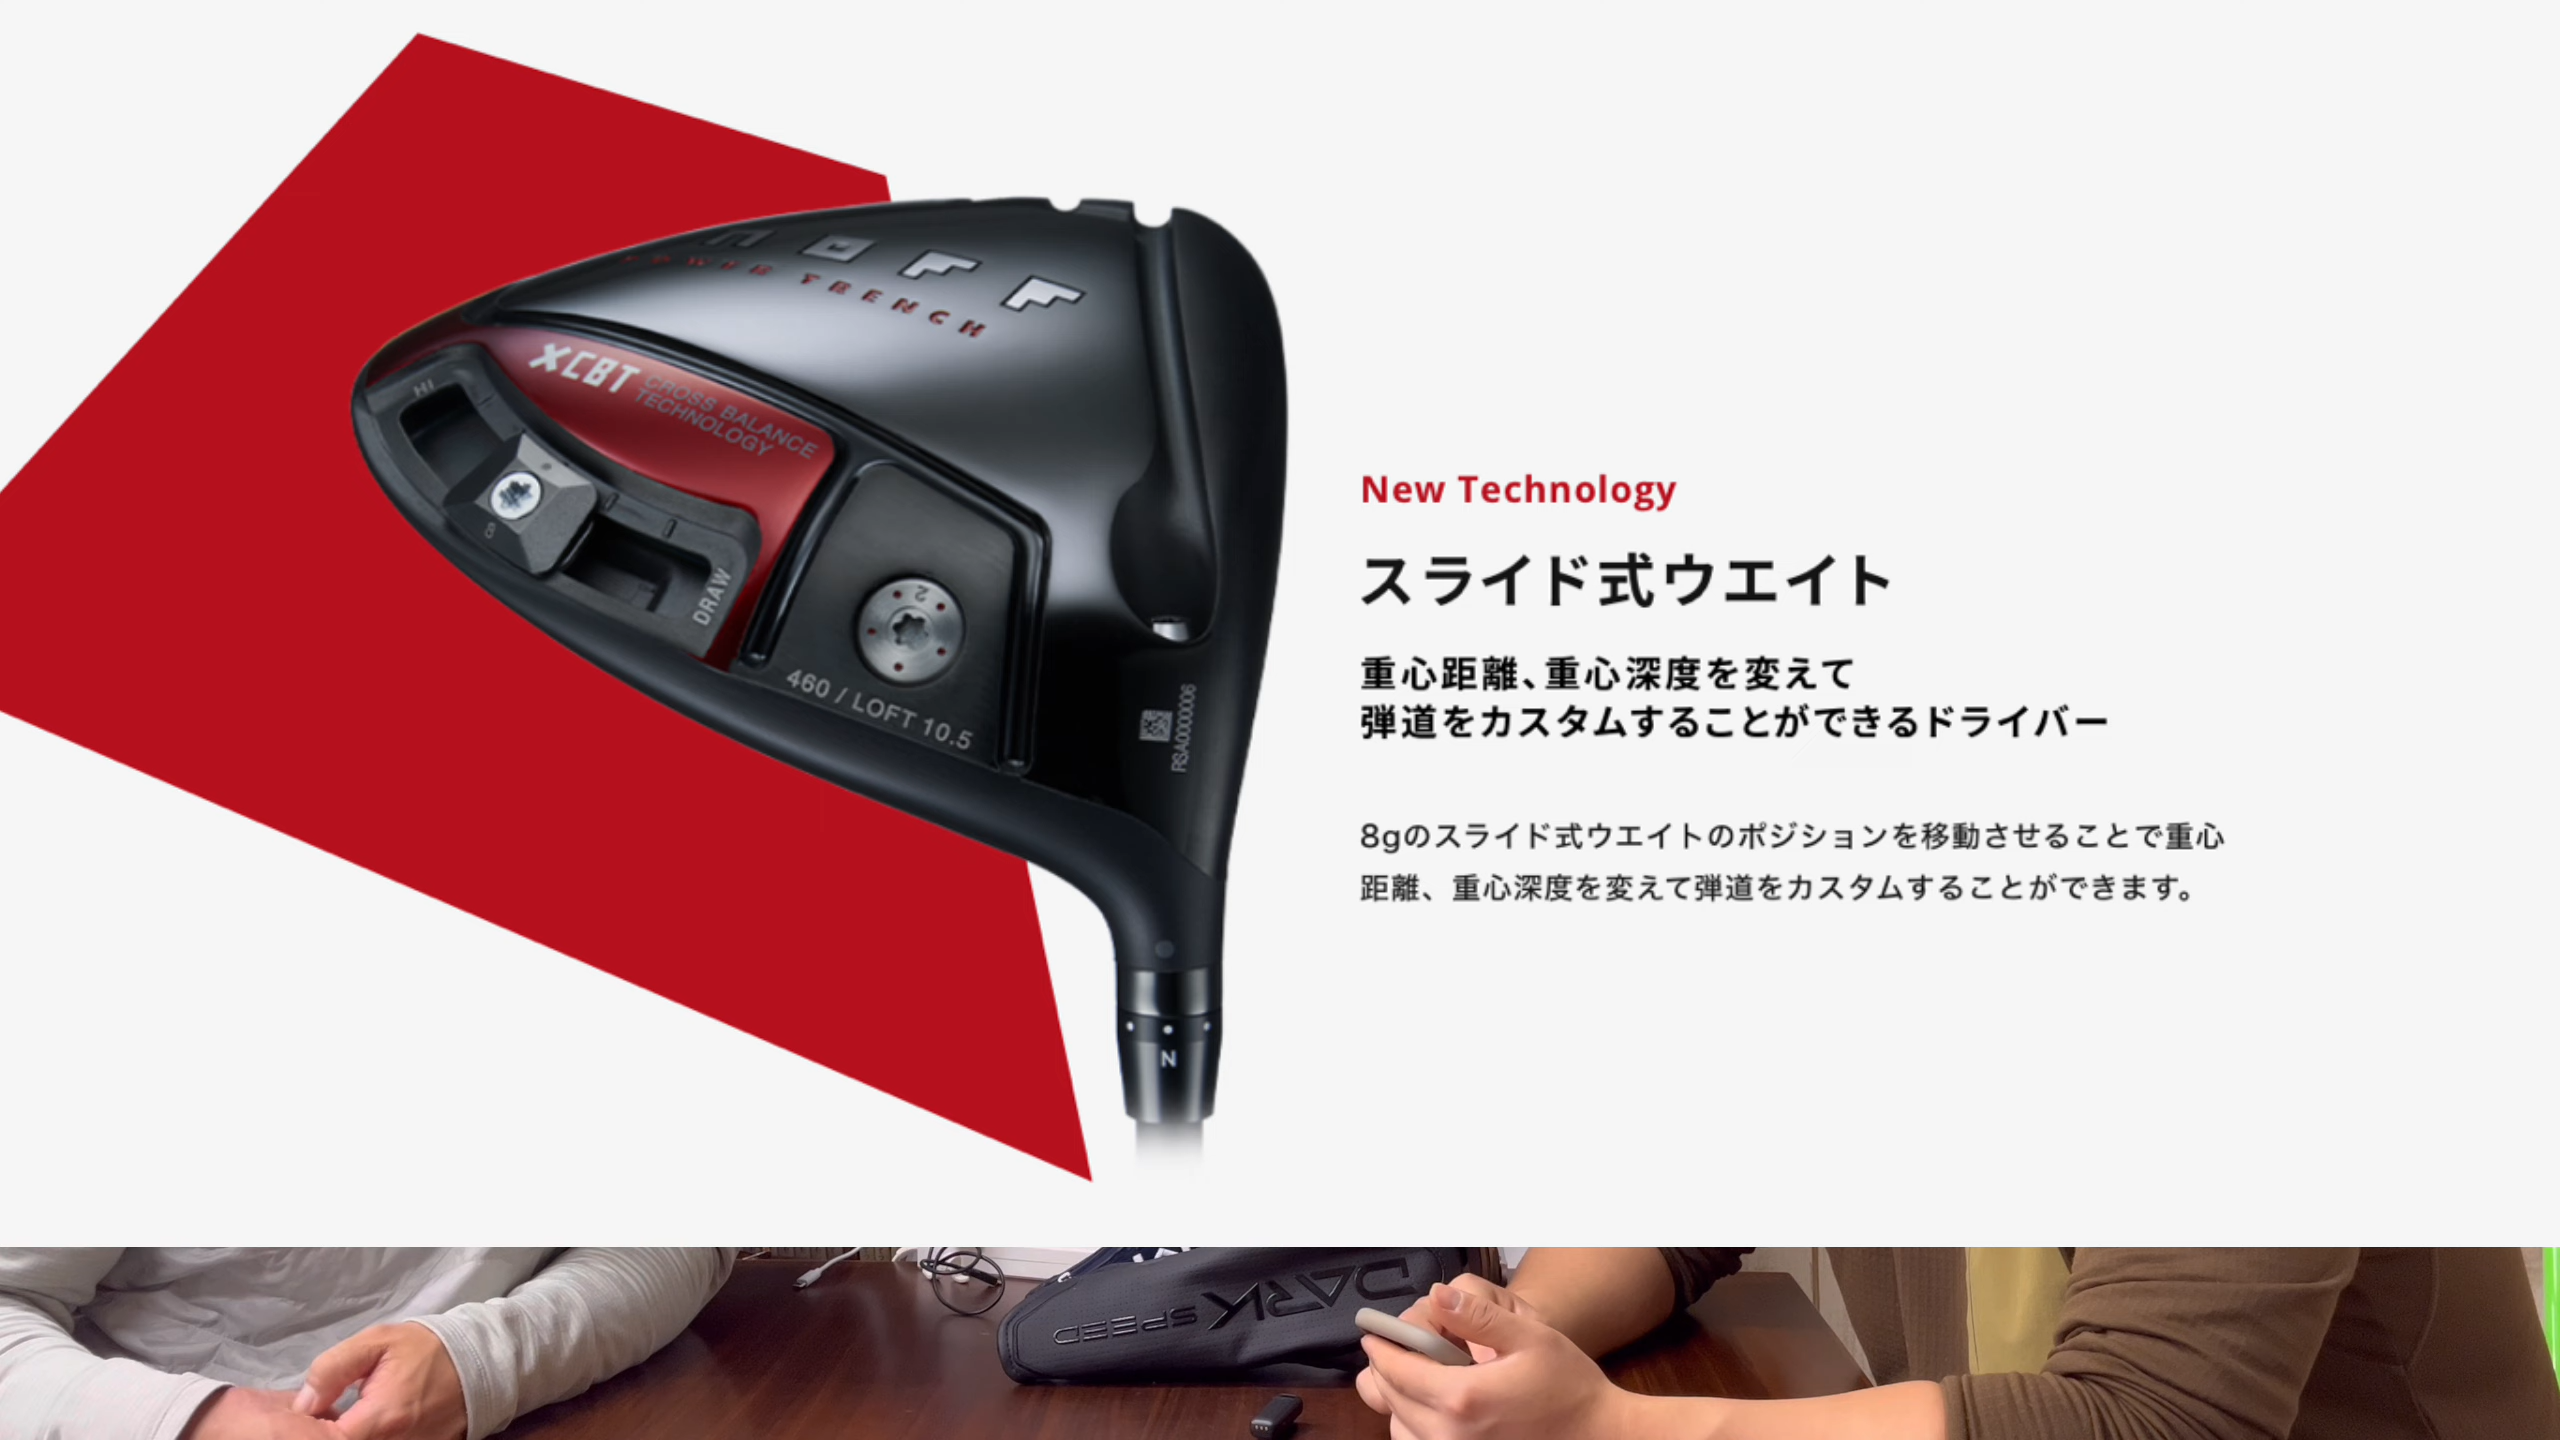 NOFF
POWER TRENCH
XCBT CROSS BALANCE
TECHNOLOGY
HI
8
DRAW
2
460 / LOFT 10.5
RSA0000006
N
New Technology
スライド式ウエイト
重心距離、重心深度を変えて
弾道をカスタムすることができるドライバー
8gのスライド式ウエイトのポジションを移動させることで重心
距離、重心深度を変えて弾道をカスタムすることができます。
DARK
SPEED